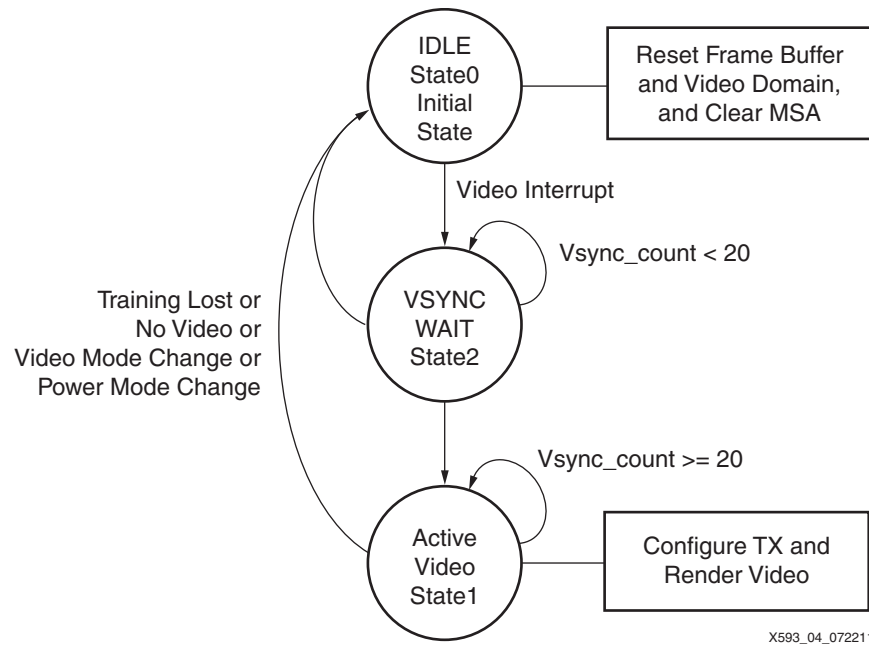 IDLE
State0
Initial
State
Reset Frame Buffer
and Video Domain,
and Clear MSA
Video Interrupt
Vsync_count < 20
VSYNC
WAIT
State2
Training Lost or
No Video or
Video Mode Change or
Power Mode Change
Vsync_count >= 20
Active
Video
State1
Configure TX and
Render Video
X593_04_072211